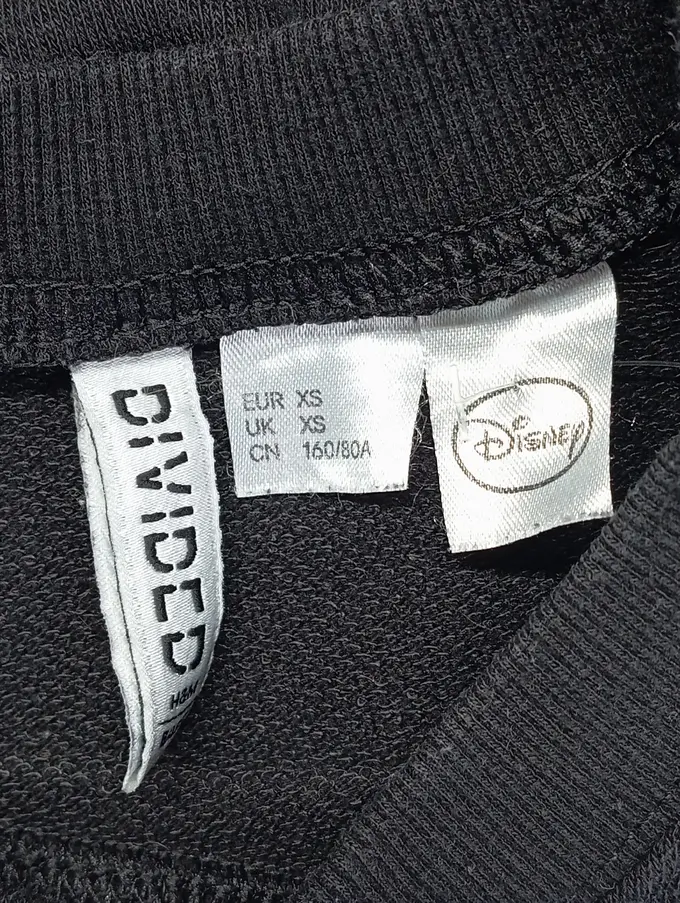 DIVIDED
H&M
EUR XS
UK XS
CN 160/80A
Disney